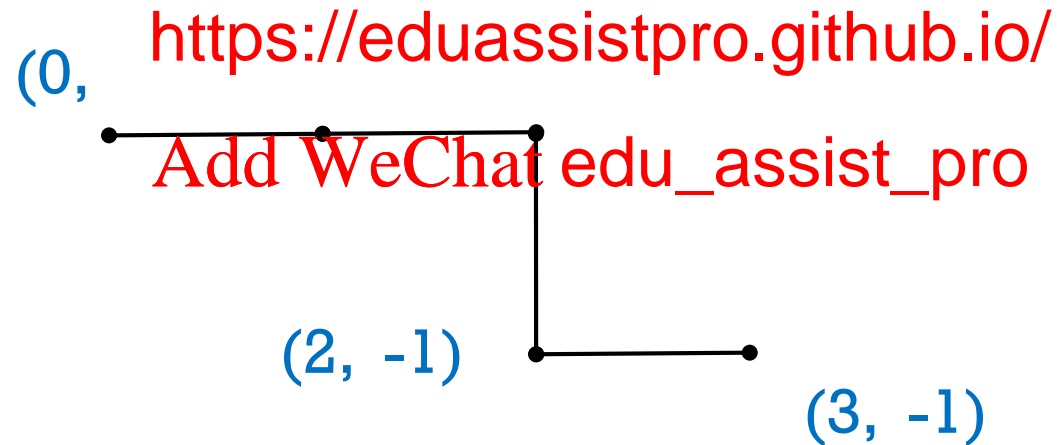 https://eduassistpro.github.io/
(0,
Add WeChat edu_assist_pro
(2, -1)
(3, -1)